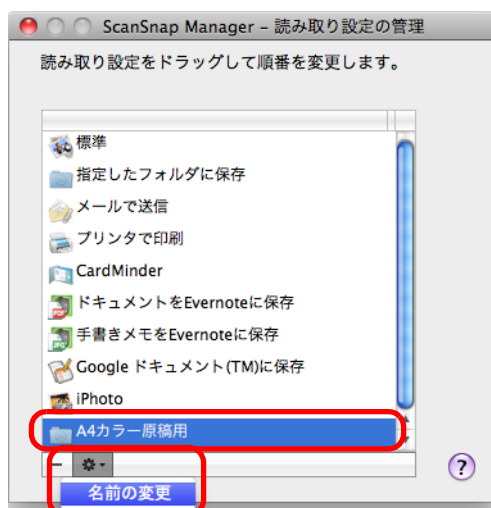 ScanSnap Manager – 読み取り設定の管理
読み取り設定をドラッグして順番を変更します。
標準
指定したフォルダに保存
メールで送信
プリンタで印刷
CardMinder
ドキュメントをEvernoteに保存
手書きメモをEvernoteに保存
Google ドキュメント(TM)に保存
iPhoto
A4カラー原稿用
?
名前の変更